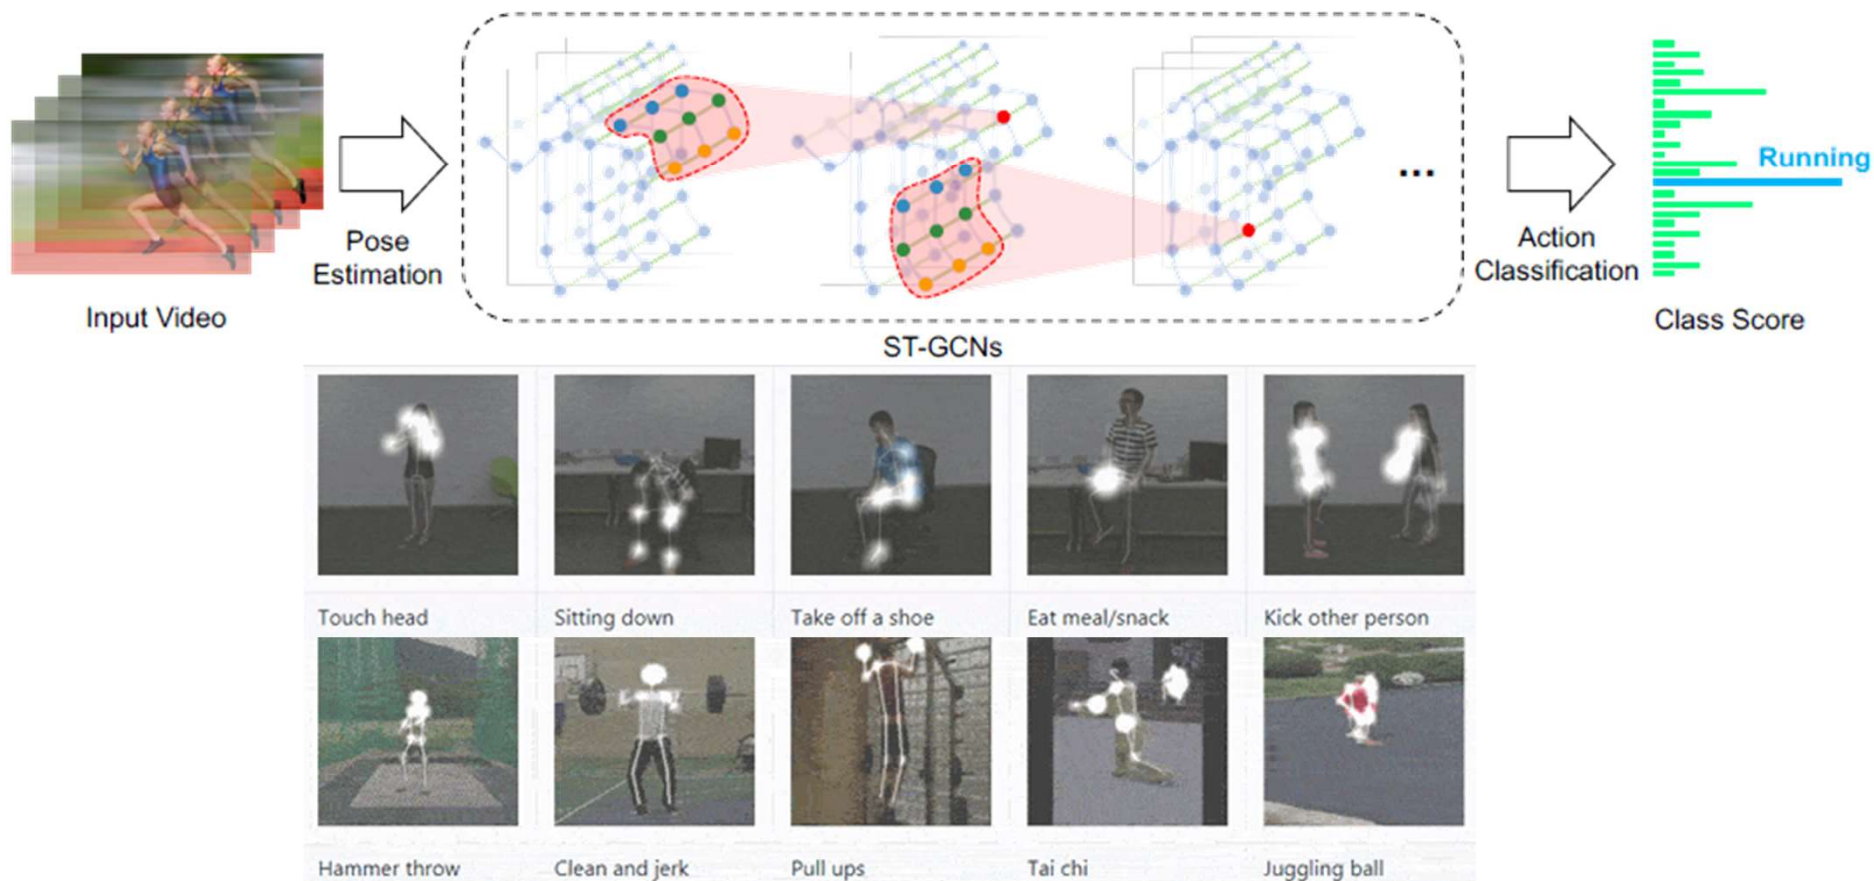 Input Video
Pose
Estimation
...
ST-GCNs
Action
Classification
Running
Class Score
Touch head
Sitting down
Take off a shoe
Eat meal/snack
Kick other person
Hammer throw
Clean and jerk
Pull ups
Tai chi
Juggling ball